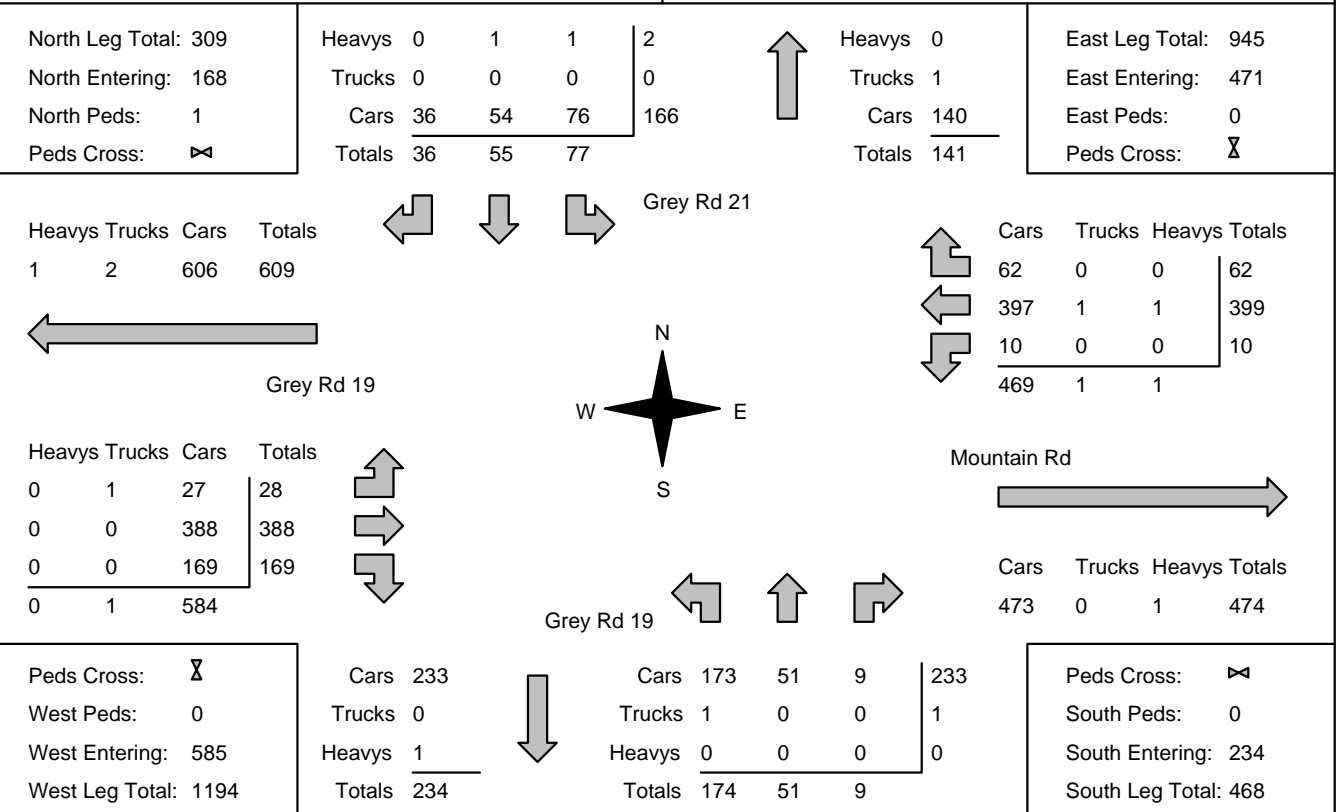 North Leg Total: 309
North Entering: 168
North Peds: 1
Peds Cross:
Heavys 0 1 1 2
Trucks 0 0 0 0
Cars 36 54 76 166
Totals 36 55 77
Heavys 0
Trucks 1
Cars 140
Totals 141
East Leg Total: 945
East Entering: 471
East Peds: 0
Peds Cross:
Grey Rd 21
Heavys Trucks Cars Totals
1 2 606 609
Cars Trucks Heavys Totals
62 0 0 62
397 1 1 399
10 0 0 10
469 1 1
Grey Rd 19
N
W E
S
Heavys Trucks Cars Totals
0 1 27 28
0 0 388 388
0 0 169 169
0 1 584
Mountain Rd
Cars Trucks Heavys Totals
473 0 1 474
Grey Rd 19
Peds Cross:
West Peds: 0
West Entering: 585
West Leg Total: 1194
Cars 233
Trucks 0
Heavys 1
Totals 234
Cars 173 51 9 233
Trucks 1 0 0 1
Heavys 0 0 0 0
Totals 174 51 9
Peds Cross:
South Peds: 0
South Entering: 234
South Leg Total: 468